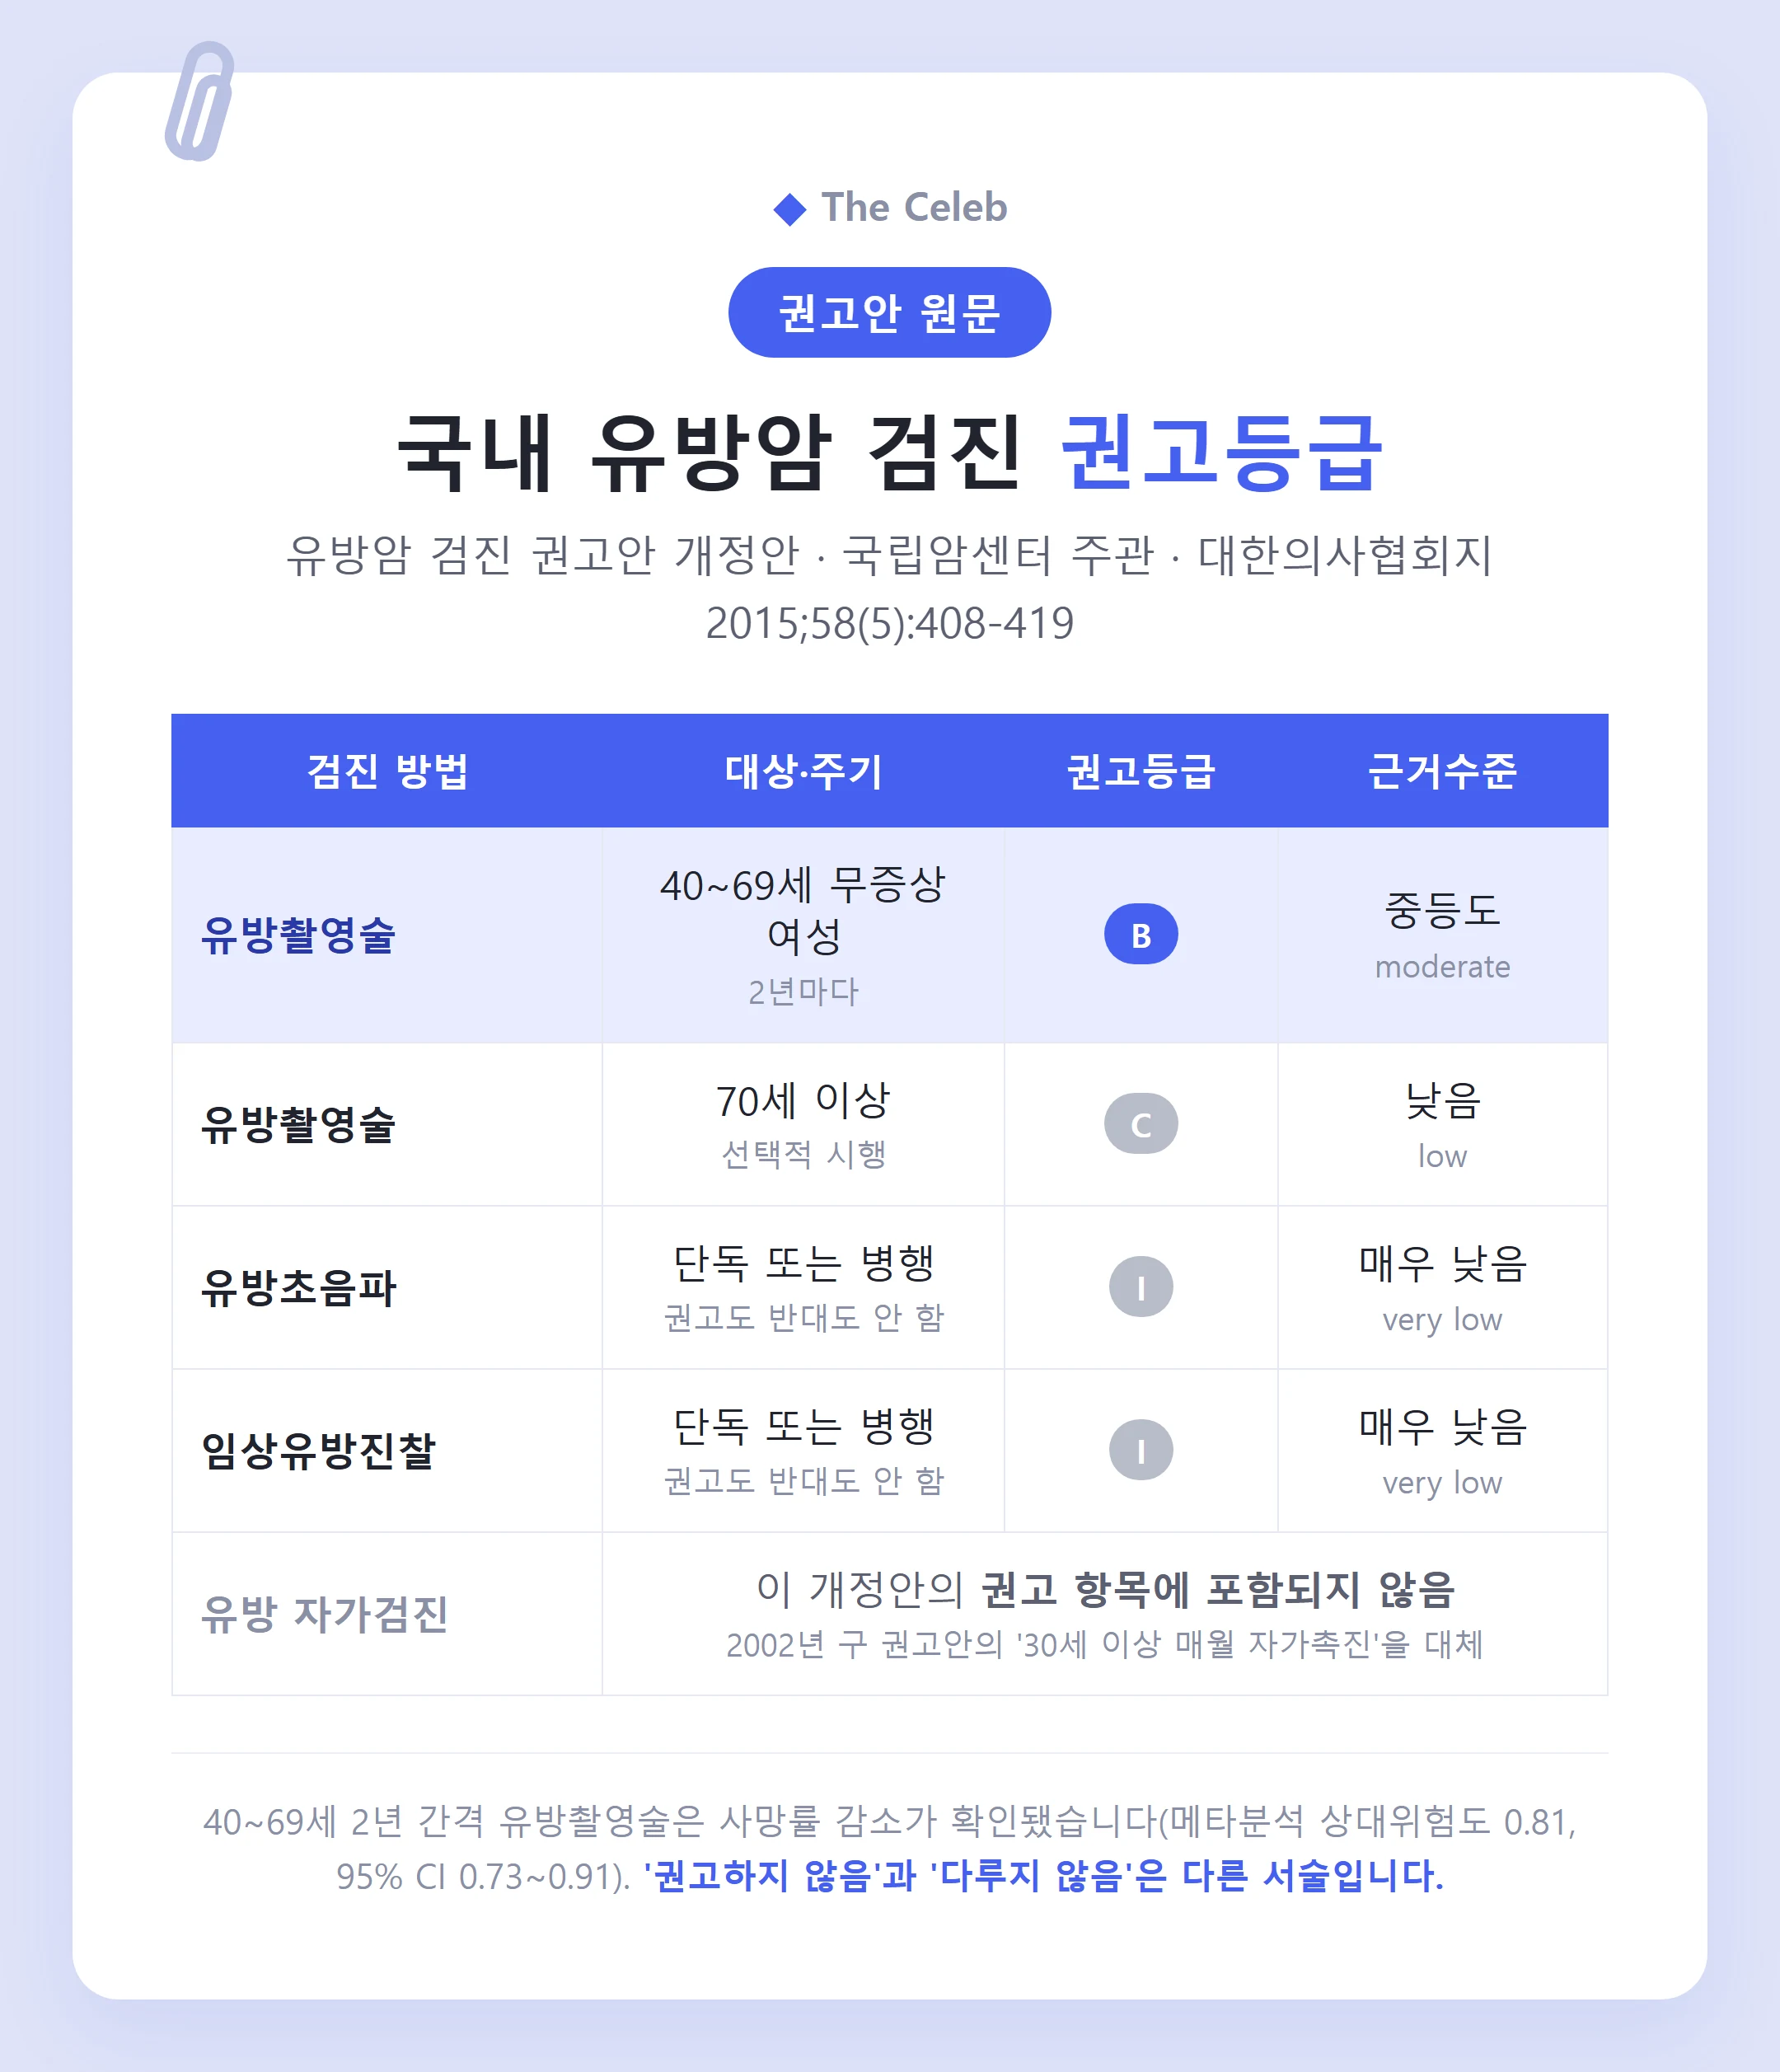 The Celeb
권고안 원문
국내 유방암 검진 권고등급
유방암 검진 권고안 개정안 · 국립암센터 주관 · 대한의사협회지
2015;58(5):408-419
검진 방법 대상·주기 권고등급 근거수준
유방촬영술
40~69세 무증상
여성
2년마다
B
중등도
moderate
유방촬영술
70세 이상
선택적 시행
C
낮음
low
유방초음파
단독 또는 병행
권고도 반대도 안 함
I
매우 낮음
very low
임상유방진찰
단독 또는 병행
권고도 반대도 안 함
I
매우 낮음
very low
유방 자가검진
이 개정안의 권고 항목에 포함되지 않음
2002년 구 권고안의 '30세 이상 매월 자가촉진'을 대체
40~69세 2년 간격 유방촬영술은 사망률 감소가 확인됐습니다(메타분석 상대위험도 0.81,
95% CI 0.73~0.91). '권고하지 않음'과 '다루지 않음'은 다른 서술입니다.